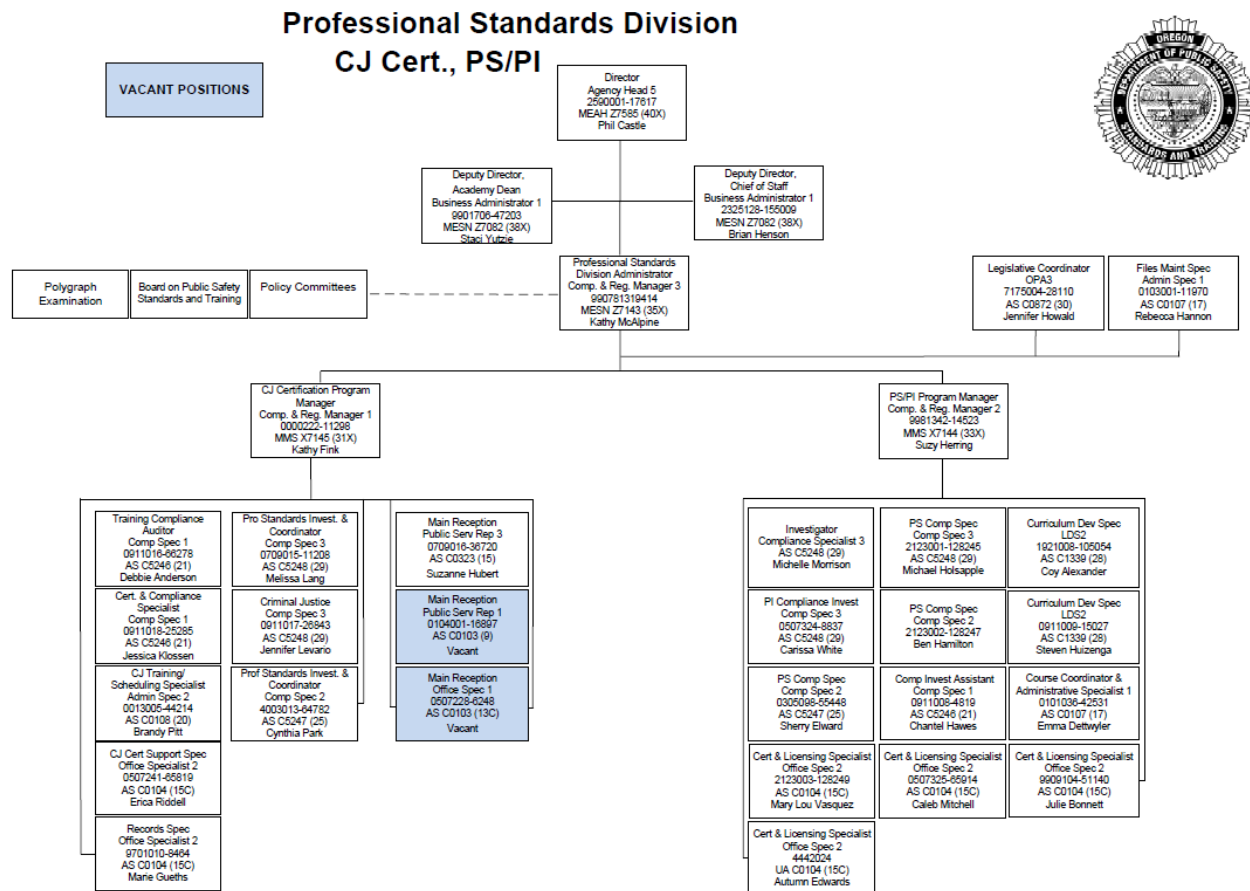 Professional Standards Division
CJ Cert., PS/PI
VACANT POSITIONS
OREGON
DEPARTMENT OF PUBLIC SAFETY
STANDARDS AND TRAINING
Director
Agency Head 5
2590001-17617
MEAH Z7585 (40X)
Phil Castle
Deputy Director,
Academy Dean
Business Administrator 1
9901706-47203
MESN Z7082 (38X)
Staci Yutzie
Deputy Director,
Chief of Staff
Business Administrator 1
2325128-155009
MESN Z7082 (38X)
Brian Henson
Polygraph
Examination
Board on Public Safety
Standards and Training
Policy Committees
Professional Standards
Division Administrator
Comp. & Reg. Manager 3
990781319414
MESN Z7143 (35X)
Kathy McAlpine
Legislative Coordinator
OPA3
7175004-28110
AS C0872 (30)
Jennifer Howald
Files Maint Spec
Admin Spec 1
0103001-11970
AS C0107 (17)
Rebecca Hannon
CJ Certification Program
Manager
Comp. & Reg. Manager 1
0000222-11298
MMS X7145 (31X)
Kathy Fink
PS/PI Program Manager
Comp. & Reg. Manager 2
9981342-14523
MMS X7144 (33X)
Suzy Herring
Training Compliance
Auditor
Comp Spec 1
0911016-66278
AS C5246 (21)
Debbie Anderson
Cert. & Compliance
Specialist
Comp Spec 1
0911018-25285
AS C5246 (21)
Jessica Klossen
CJ Training/
Scheduling Specialist
Admin Spec 2
0013005-44214
AS C0108 (20)
Brandy Pitt
CJ Cert Support Spec
Office Specialist 2
0507241-65819
AS C0104 (15C)
Erica Riddell
Records Spec
Office Specialist 2
9701010-8464
AS C0104 (15C)
Marie Gueths
Pro Standards Invest. &
Coordinator
Comp Spec 3
0709015-11208
AS C5248 (29)
Melissa Lang
Criminal Justice
Comp Spec 3
0911017-26843
AS C5248 (29)
Jennifer Levario
Prof Standards Invest. &
Coordinator
Comp Spec 2
4003013-64782
AS C5247 (25)
Cynthia Park
Main Reception
Public Serv Rep 3
0709016-36720
AS C0323 (15)
Suzanne Hubert
Main Reception
Public Serv Rep 1
0104001-16897
AS C0103 (9)
Vacant
Main Reception
Office Spec 1
0507228-6248
AS C0103 (13C)
Vacant
Investigator
Compliance Specialist 3
AS C5248 (29)
Michelle Morrison
PI Compliance Invest
Comp Spec 3
0507324-8837
AS C5248 (29)
Carissa White
PS Comp Spec
Comp Spec 2
0305098-55448
AS C5247 (25)
Sherry Elward
Cert & Licensing Specialist
Office Spec 2
2123003-128249
AS C0104 (15C)
Mary Lou Vasquez
Cert & Licensing Specialist
Office Spec 2
4442024
UA C0104 (15C)
Autumn Edwards
PS Comp Spec
Comp Spec 3
2123001-128245
AS C5248 (29)
Michael Holsapple
PS Comp Spec
Comp Spec 2
2123002-128247
Ben Hamilton
Comp Invest Assistant
Comp Spec 1
0911008-4819
AS C5246 (21)
Chantel Hawes
Cert & Licensing Specialist
Office Spec 2
0507325-65914
AS C0104 (15C)
Caleb Mitchell
Curriculum Dev Spec
LDS2
1921008-105054
AS C1339 (28)
Coy Alexander
Curriculum Dev Spec
LDS2
0911009-15027
AS C1339 (28)
Steven Huizenga
Course Coordinator &
Administrative Specialist 1
0101036-42531
AS C0107 (17)
Emma Dettwyler
Cert & Licensing Specialist
Office Spec 2
9909104-51140
AS C0104 (15C)
Julie Bonnett